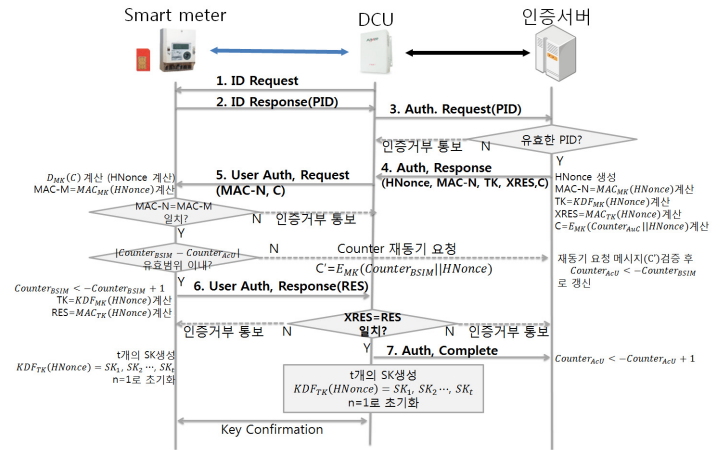 Smart meter
DCU
인증서버
1. ID Request
2. ID Response(PID)
3. Auth. Request(PID)
유효한 PID?
인증거부 통보
N
Y
4. Auth, Response
(HNonce, MAC-N, TK, XRES,C)
HNonce 생성
MAC-N=MAC_MK(HNonce)계산
TK=KDF_MK(HNonce)계산
XRES=MAC_TK(HNonce)계산
C=E_MK(Counter_AuC||HNonce)
5. User Auth, Request
(MAC-N, C)
D_MK(C) 계산 (HNonce 계산)
MAC-M=MAC_MK(HNonce)계산
MAC-N=MAC-M
일치?
N
인증거부 통보
Y
|Counter_BSIM − Counter_AcU|
유효범위 이내?
N
Counter 재동기 요청
C'=E_MK(Counter_BSIM||HNonce)
재동기 요청 메시지(C')검증 후
Counter_AcU < −Counter_BSIM
로 갱신
Y
Counter_BSIM < −Counter_BSIM + 1
TK=KDF_MK(HNonce)계산
RES=MAC_TK(HNonce)계산
6. User Auth, Response(RES)
XRES=RES
일치?
인증거부 통보
N
N
인증거부 통보
Y
7. Auth, Complete
Counter_AcU < −Counter_AcU + 1
t개의 SK생성
KDF_TK(HNonce) = SK_1, SK_2 ⋯, SK_t
n=1로 초기화
t개의 SK생성
KDF_TK(HNonce) = SK_1, SK_2 ⋯, SK_t
n=1로 초기화
Key Confirmation